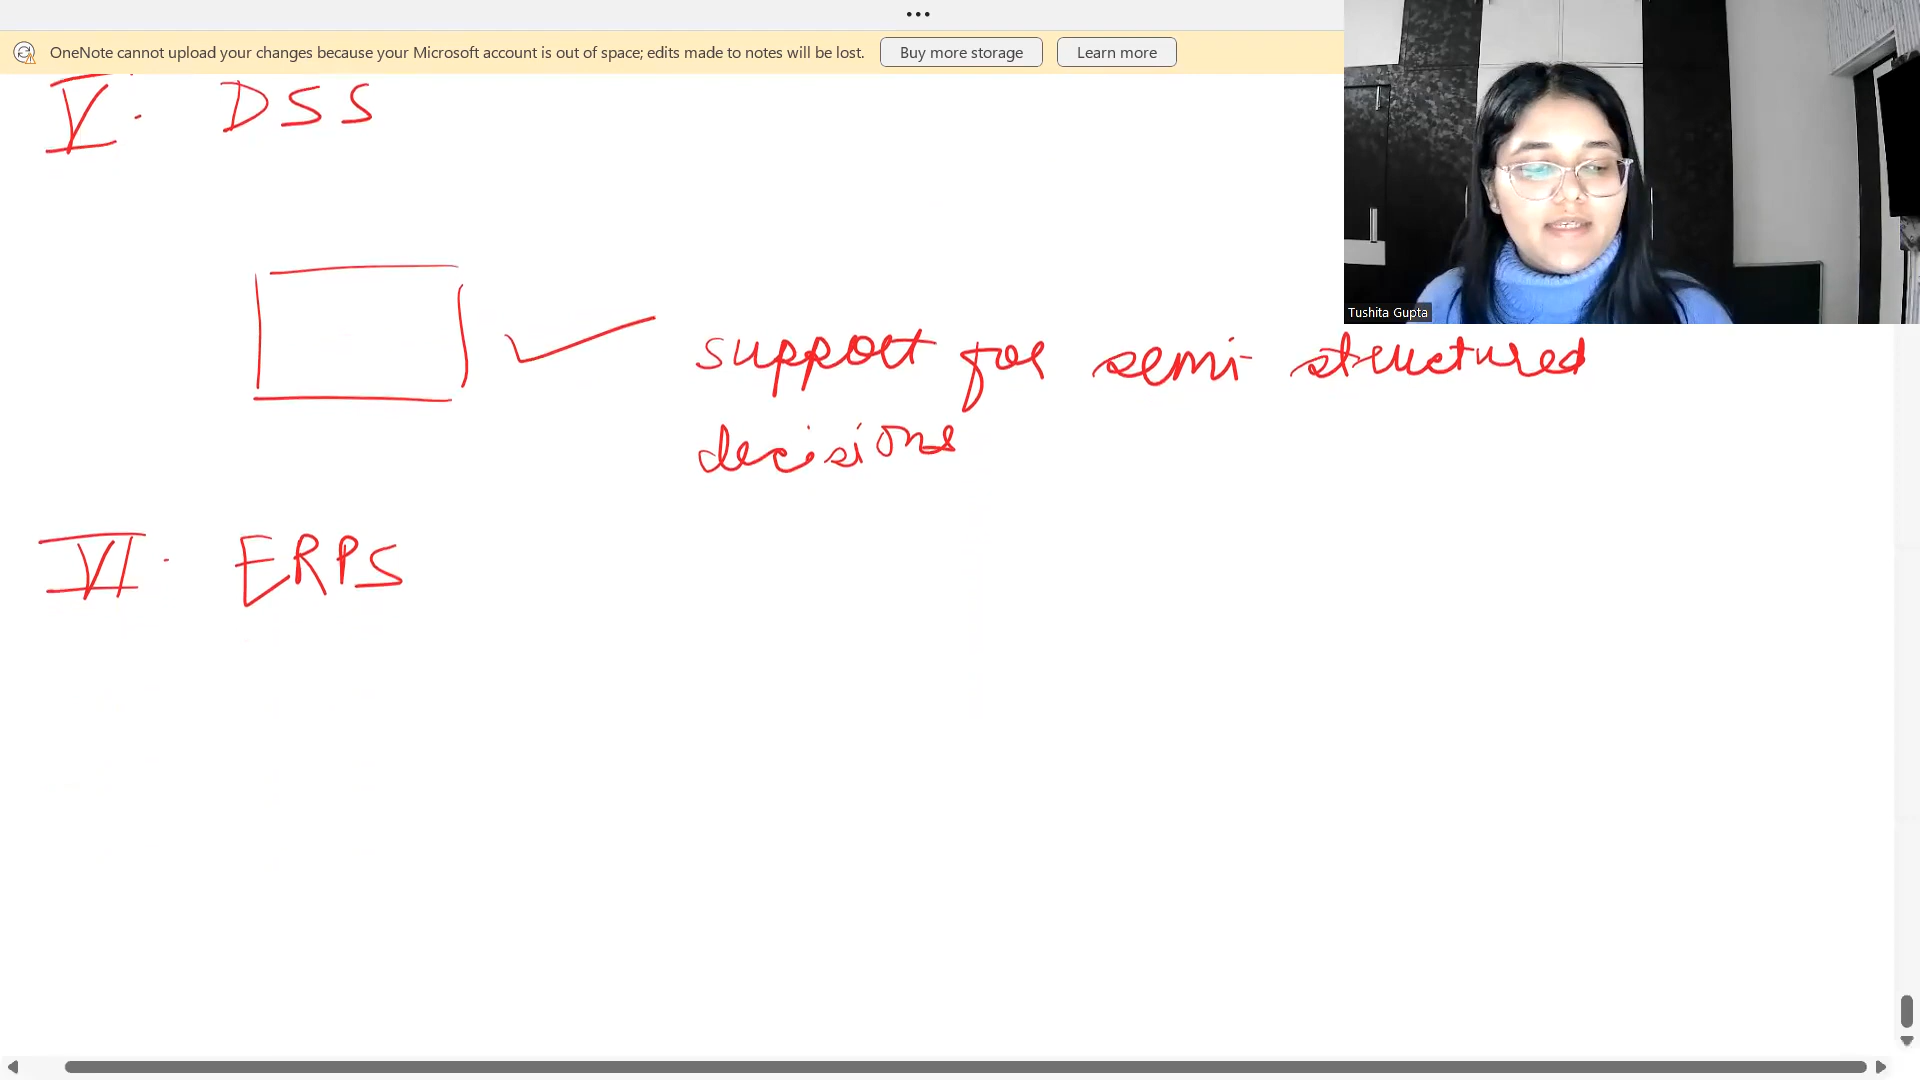 •••
OneNote cannot upload your changes because your Microsoft account is out of space; edits made to notes will be lost. Buy more storage Learn more
V. DSS
Tushita Gupta
support for semi-structured
decisions
VI. ERPS